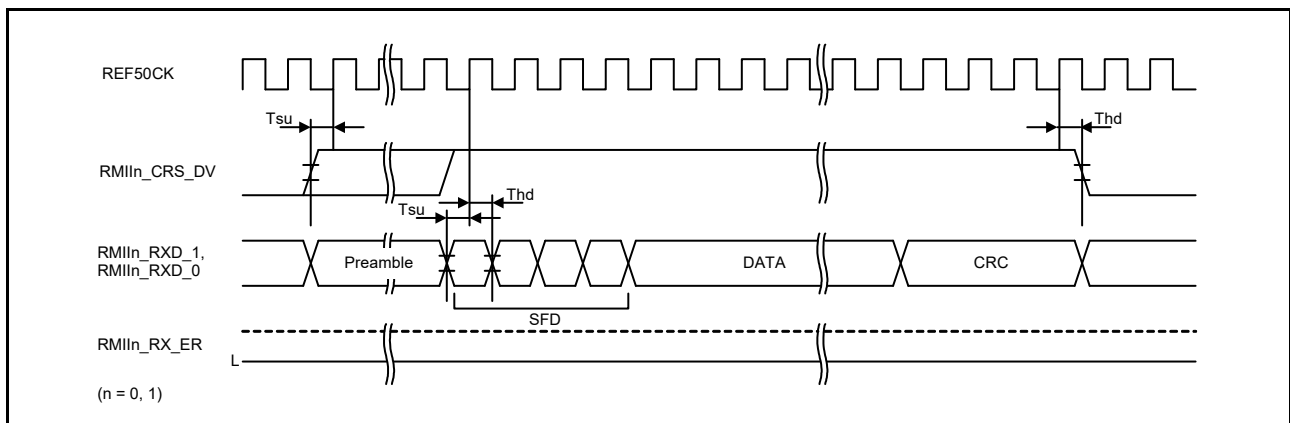 REF50CK
Tsu
Thd
RMIIn_CRS_DV
Tsu
Thd
RMIIn_RXD_1,
RMIIn_RXD_0
Preamble
DATA
CRC
SFD
RMIIn_RX_ER
L
(n = 0, 1)